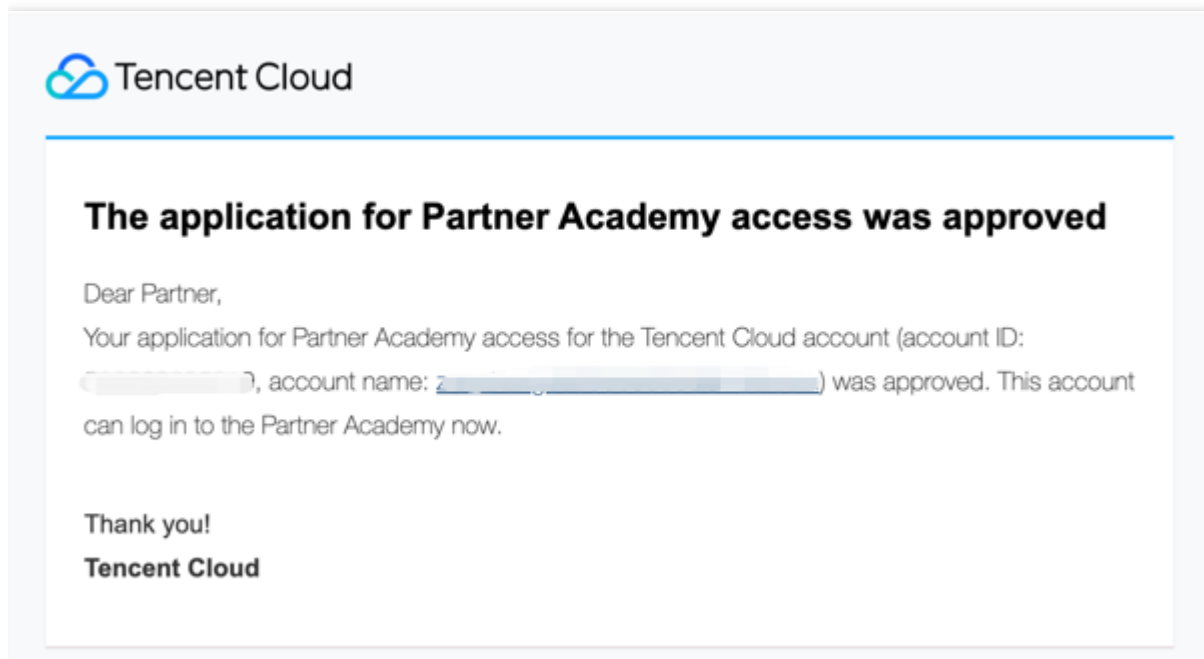 Tencent Cloud
The application for Partner Academy access was approved
Dear Partner,
Your application for Partner Academy access for the Tencent Cloud account (account ID:
, account name: ) was approved. This account
can log in to the Partner Academy now.
Thank you!
Tencent Cloud